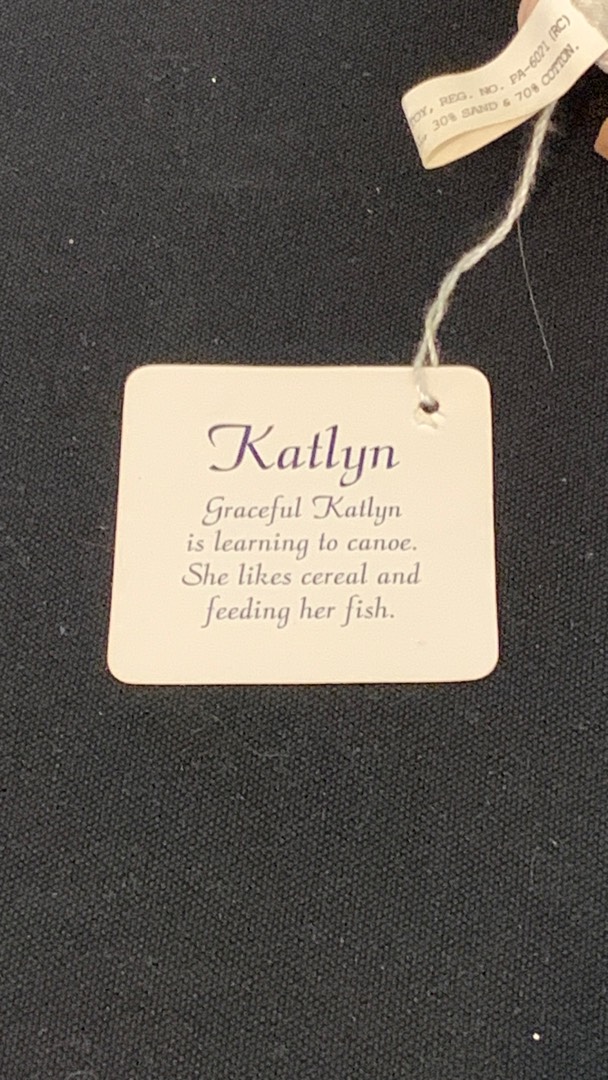 REG. NO. PA-6071 (RC)
30% SAND & 70% COTTON.
Katlyn
Graceful Katlyn
is learning to canoe.
She likes cereal and
feeding her fish.